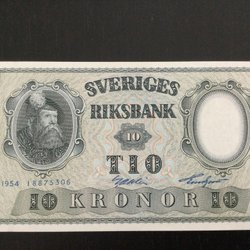 SVERIGES
RIKSBANK
10
TIO
1954 18875306
10 KRONOR 10